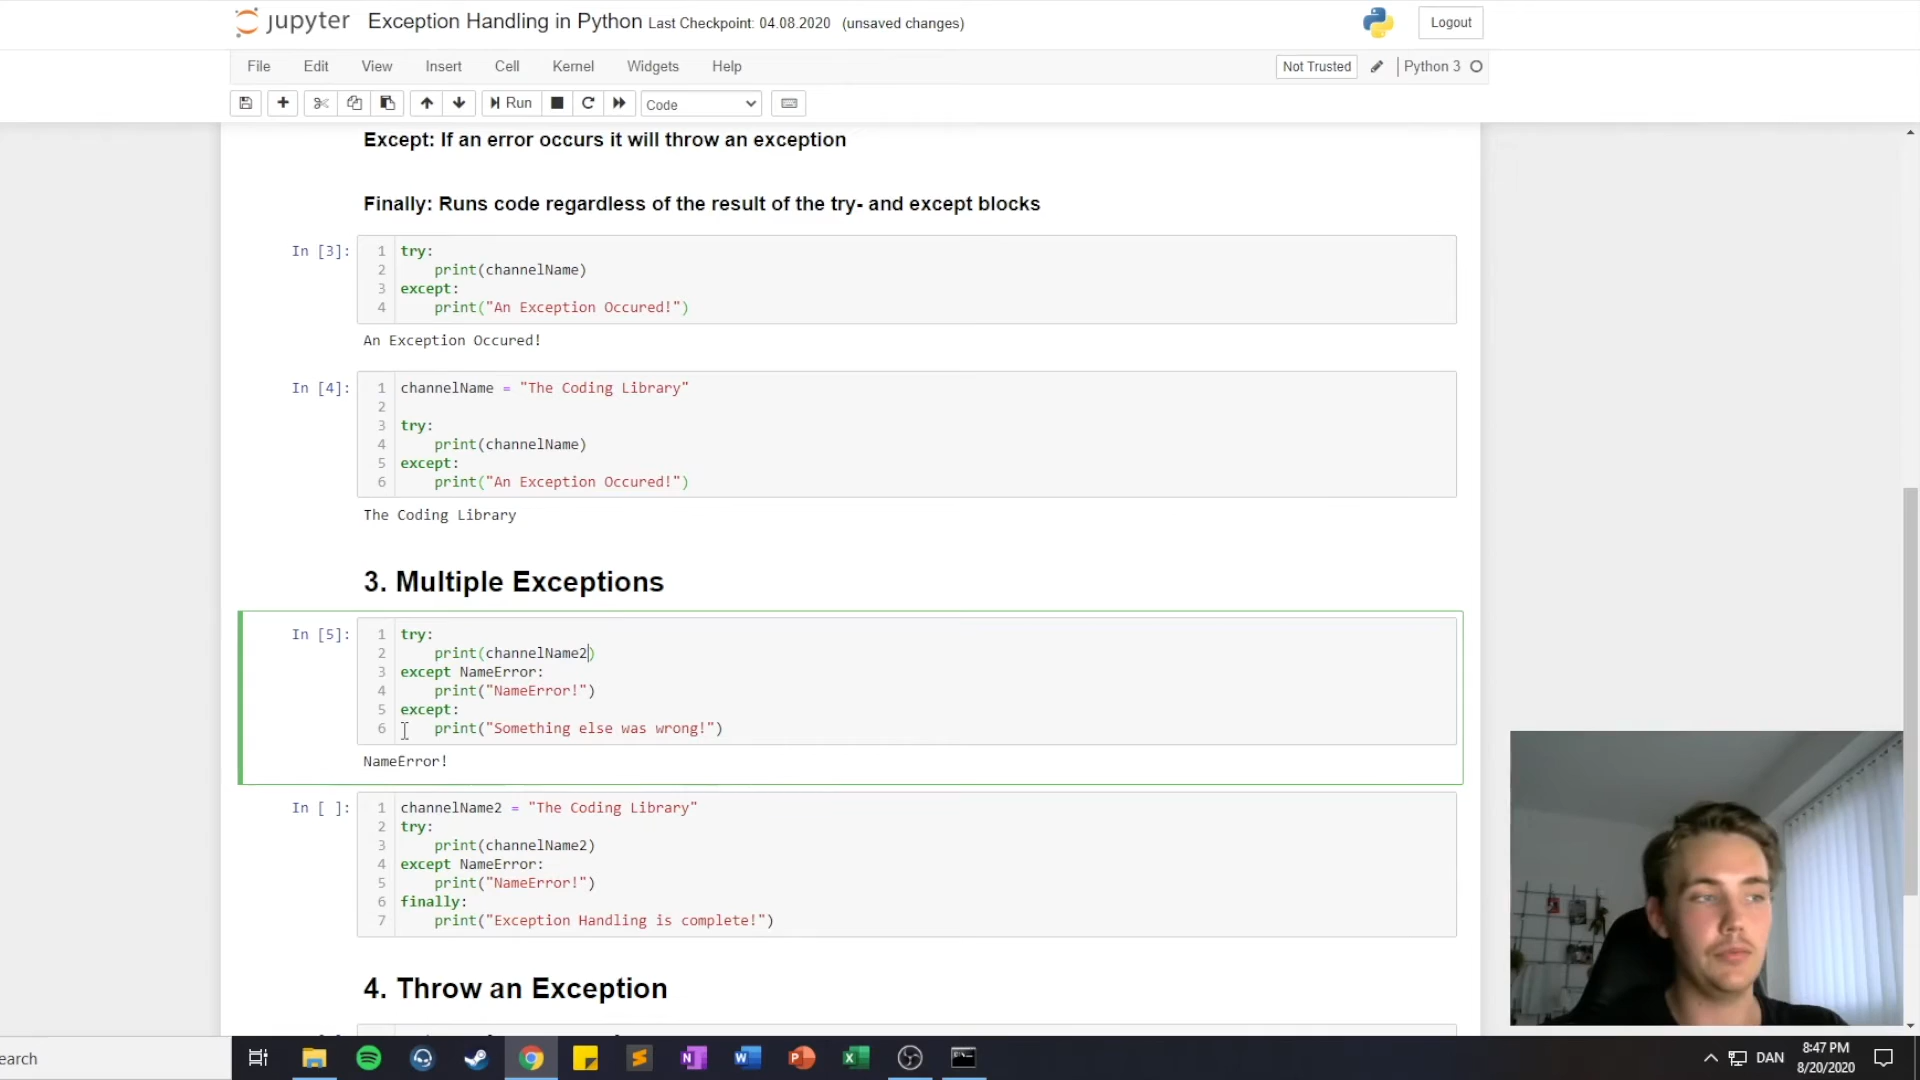 jupyter Exception Handling in Python Last Checkpoint: 04.08.2020 (unsaved changes) Logout
File Edit View Insert Cell Kernel Widgets Help Not Trusted Python 3
Run Code
Except: If an error occurs it will throw an exception
Finally: Runs code regardless of the result of the try- and except blocks
In [3]: 1 try:
2 print(channelName)
3 except:
4 print("An Exception Occured!")
An Exception Occured!
In [4]: 1 channelName = "The Coding Library"
2
3 try:
4 print(channelName)
5 except:
6 print("An Exception Occured!")
The Coding Library
3. Multiple Exceptions
In [5]: 1 try:
2 print(channelName2)
3 except NameError:
4 print("NameError!")
5 except:
6 print("Something else was wrong!")
NameError!
In [ ]: 1 channelName2 = "The Coding Library"
2 try:
3 print(channelName2)
4 except NameError:
5 print("NameError!")
6 finally:
7 print("Exception Handling is complete!")
4. Throw an Exception
earch DAN 8:47 PM
8/20/2020